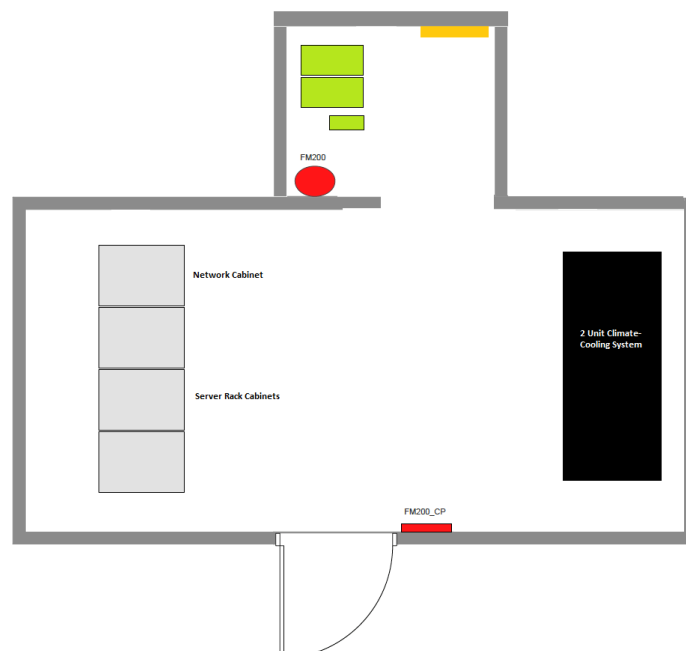 FM200
Network Cabinet
2 Unit Climate-
Cooling System
Server Rack Cabinets
FM200_CP